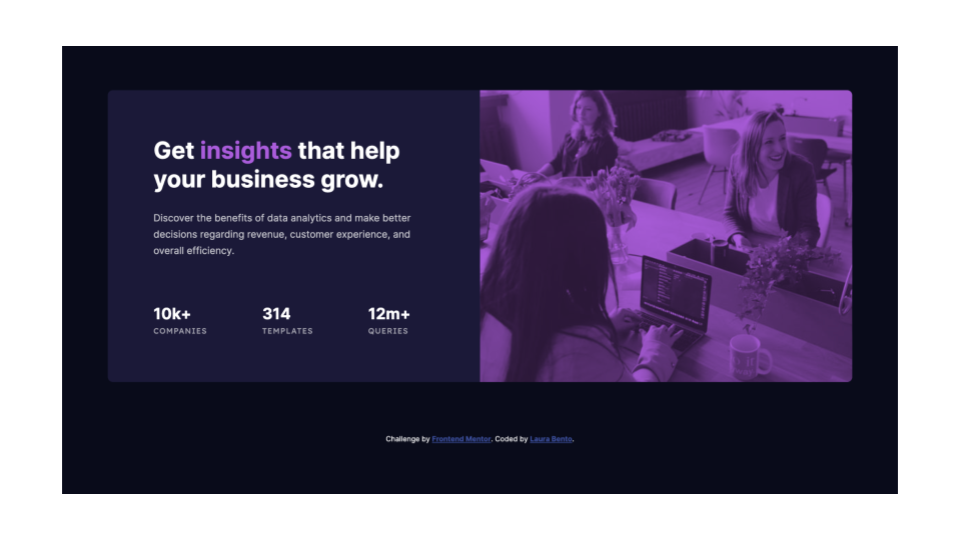 Get insights that help
your business grow.
Discover the benefits of data analytics and make better
decisions regarding revenue, customer experience, and
overall efficiency.
10k+ 314 12m+
COMPANIES TEMPLATES QUERIES
Challenge by Frontend Mentor. Coded by Laura Bento.